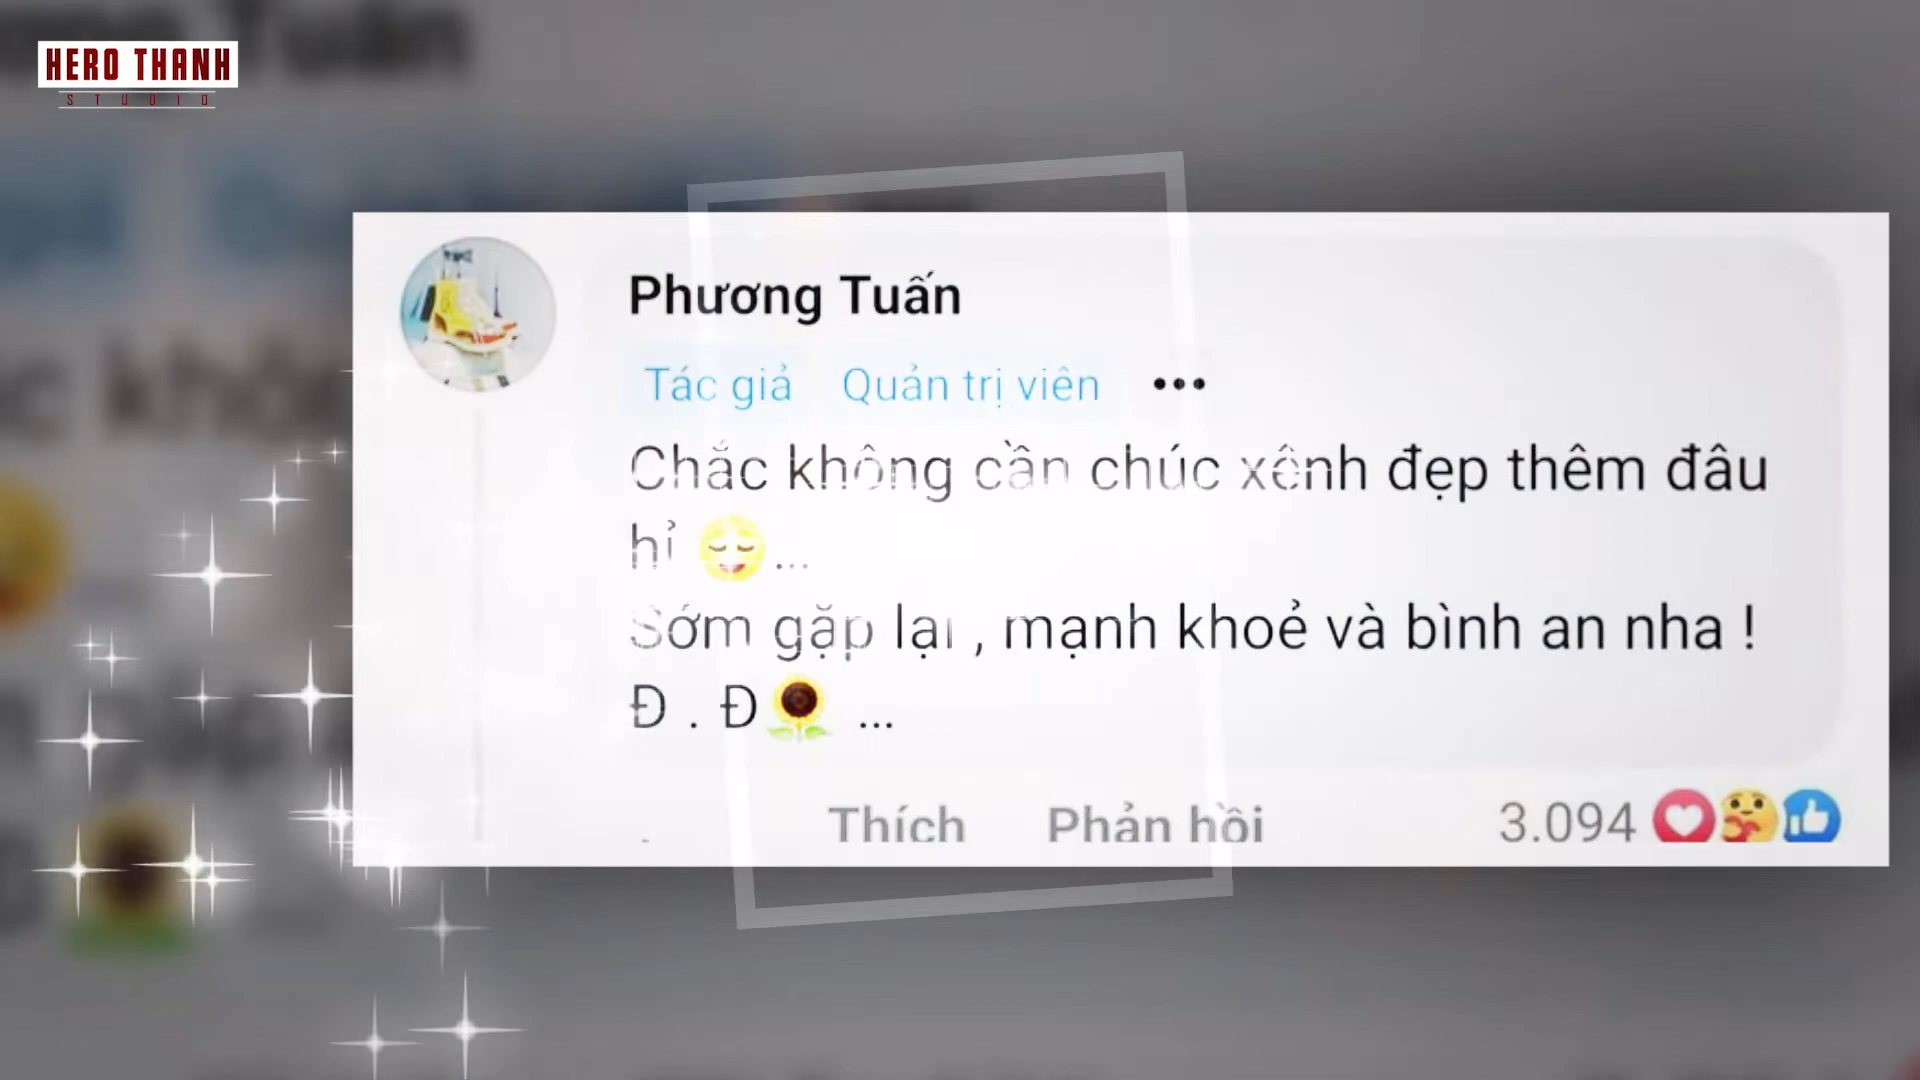 HERO THANH
STUDIO
Phương Tuấn
Tác giả Quản trị viên
Chắc không cần chúc xênh đẹp thêm đâu
hỉ 😌...
Sớm gặp lại , mạnh khoẻ và bình an nha !
Đ . Đ🌻 ...
Thích Phản hồi 3.094